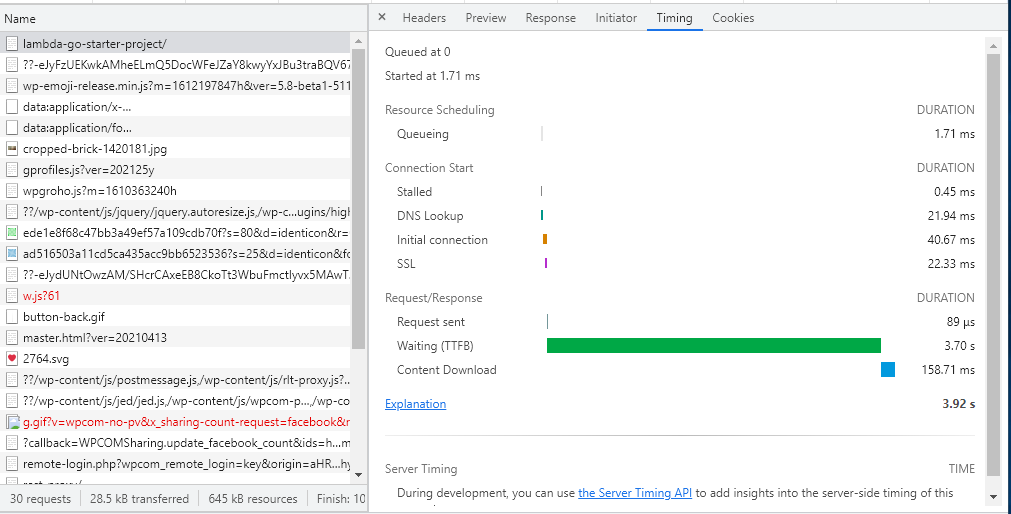 Name
lambda-go-starter-project/
??-eJyFzUEKwkAMheELmQ5DocWFeJZaY8kwyYxJBu3traBQV67
wp-emoji-release.min.js?m=1612197847h&ver=5.8-beta1-511
data:application/x-...
data:application/fo...
cropped-brick-1420181.jpg
gprofiles.js?ver=202125y
wpgroho.js?m=1610363240h
??/wp-content/js/jquery/jquery.autoresize.js,/wp-c...ugins/high
ede1e8f68c47bb3a49ef57a109cdb70f?s=80&d=identicon&r=
ad516503a11cd5ca435acc9bb6523536?s=25&d=identicon&fo
w.js?61
button-back.gif
master.html?ver=20210413
2764.svg
??/wp-content/js/postmessage.js,/wp-content/js/rlt-proxy.js?...
??/wp-content/js/jed/jed.js,/wp-content/js/wpcom-p...,/wp-co
g.gif?v=wpcom-no-pv&x_sharing-count-request=facebook&r
?callback=WPCOMSharing.update_facebook_count&ids=h...m
remote-login.php?wpcom_remote_login=key&origin=aHR...hy
30 requests
28.5 kB transferred
645 kB resources
Finish: 10
Headers
Preview
Response
Initiator
Timing
Cookies
Queued at 0
Started at 1.71 ms
Resource Scheduling DURATION
Queueing 1.71 ms
Connection Start DURATION
Stalled 0.45 ms
DNS Lookup 21.94 ms
Initial connection 40.67 ms
SSL 22.33 ms
Request/Response DURATION
Request sent 89 µs
Waiting (TTFB) 3.70 s
Content Download 158.71 ms
Explanation 3.92 s
Server Timing TIME
During development, you can use the Server Timing API to add insights into the server-side timing of this